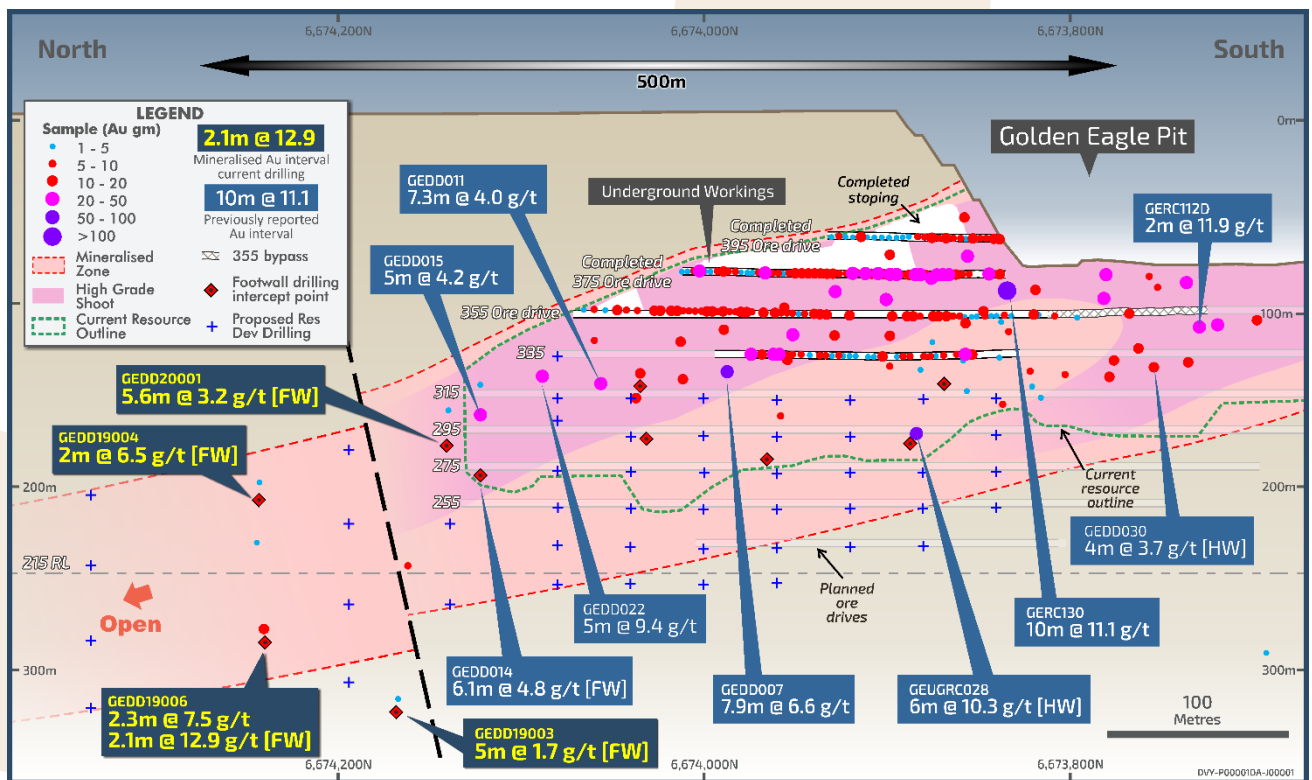 6,674,200N
6,674,000N
6,673,800N
North
South
500m
0m
100m
200m
300m
LEGEND
Sample (Au gm)
1 - 5
5 - 10
10 - 20
20 - 50
50 - 100
>100
Mineralised
Zone
High Grade
Shoot
Current Resource
Outline
2.1m @ 12.9
Mineralised Au interval
current drilling
10m @ 11.1
Previously reported
Au interval
355 bypass
Footwall drilling
intercept point
Proposed Res
Dev Drilling
Golden Eagle Pit
Underground Workings
Completed
stoping
Completed
395 Ore drive
Completed
375 Ore drive
355 Ore drive
335
315
295
275
255
215 RL
GEDD011
7.3m @ 4.0 g/t
GEDD015
5m @ 4.2 g/t
GERC112D
2m @ 11.9 g/t
GEDD20001
5.6m @ 3.2 g/t [FW]
GEDD19004
2m @ 6.5 g/t [FW]
200m
300m
Open
Current
resource
outline
Planned
ore
drives
GEDD030
4m @ 3.7 g/t [HW]
GERC130
10m @ 11.1 g/t
GEDD022
5m @ 9.4 g/t
GEDD014
6.1m @ 4.8 g/t [FW]
GEDD007
7.9m @ 6.6 g/t
GEUGRC028
6m @ 10.3 g/t [HW]
GEDD19006
2.3m @ 7.5 g/t
2.1m @ 12.9 g/t [FW]
GEDD19003
5m @ 1.7 g/t [FW]
100
Metres
6,674,200N
6,674,000N
6,673,800N
DVY-P00001DA-J00001